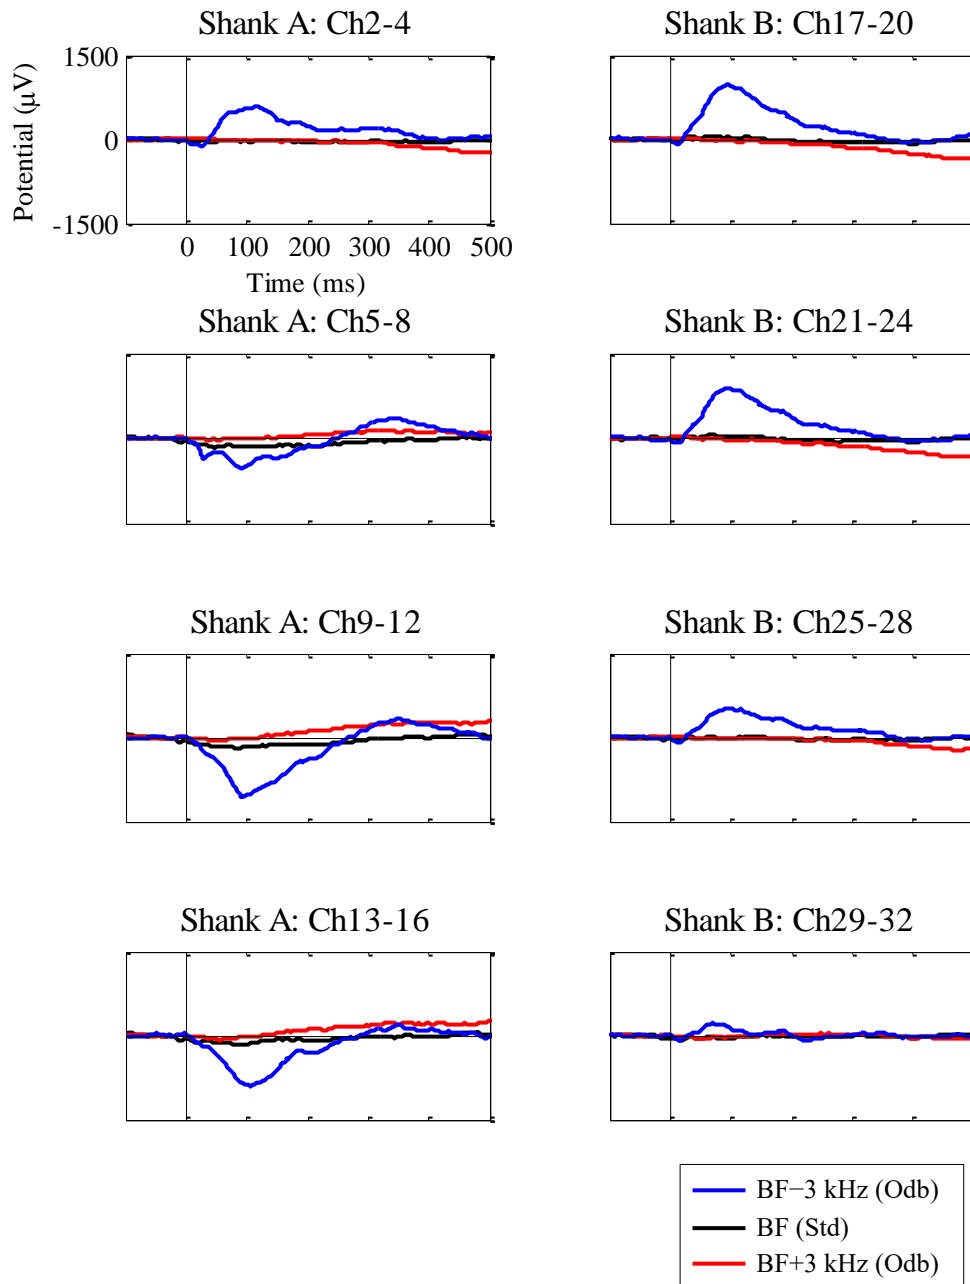 Shank A: Ch2-4
Shank B: Ch17-20
Potential (μV)
1500
0
-1500
0 100 200 300 400 500
Time (ms)
Shank A: Ch5-8
Shank B: Ch21-24
Shank A: Ch9-12
Shank B: Ch25-28
Shank A: Ch13-16
Shank B: Ch29-32
BF−3 kHz (Odb)
BF (Std)
BF+3 kHz (Odb)